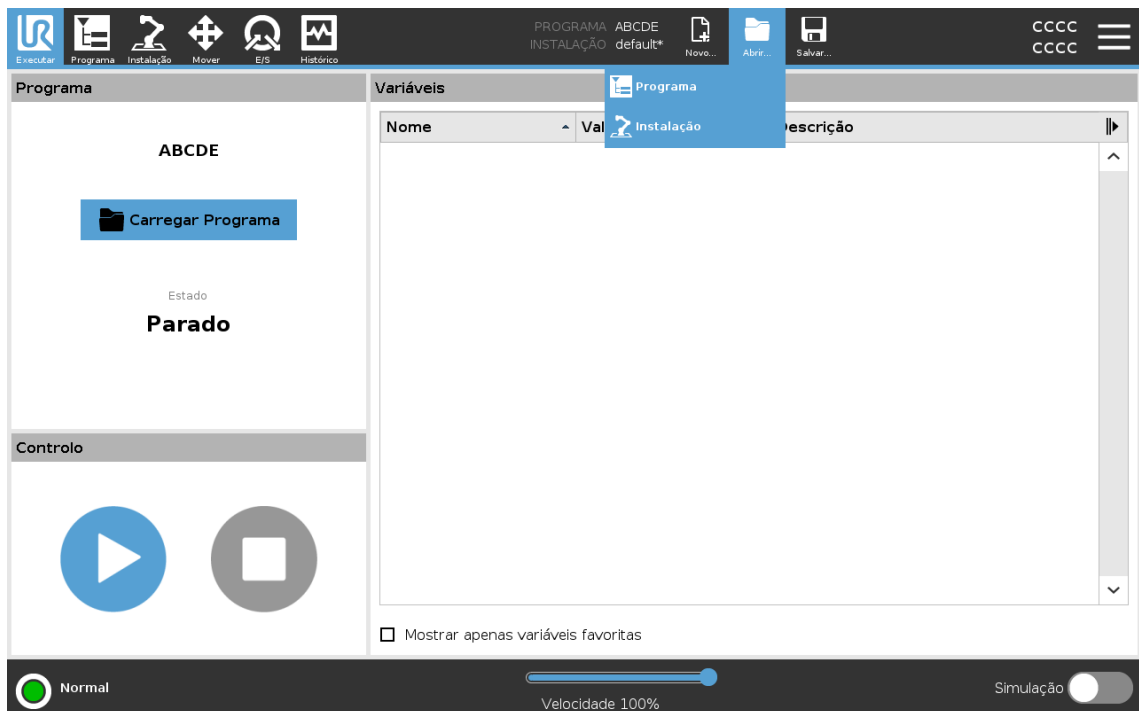 PROGRAMA ABCDE
INSTALAÇÃO default*
CCCC
CCCC
Executar Programa Instalação Mover E/S Histórico Novo... Abrir... Salvar...
Programa
Variáveis
Programa
Instalação
Nome Val Descrição
ABCDE
Carregar Programa
Estado
Parado
Controlo
Mostrar apenas variáveis favoritas
Normal
Velocidade 100%
Simulação